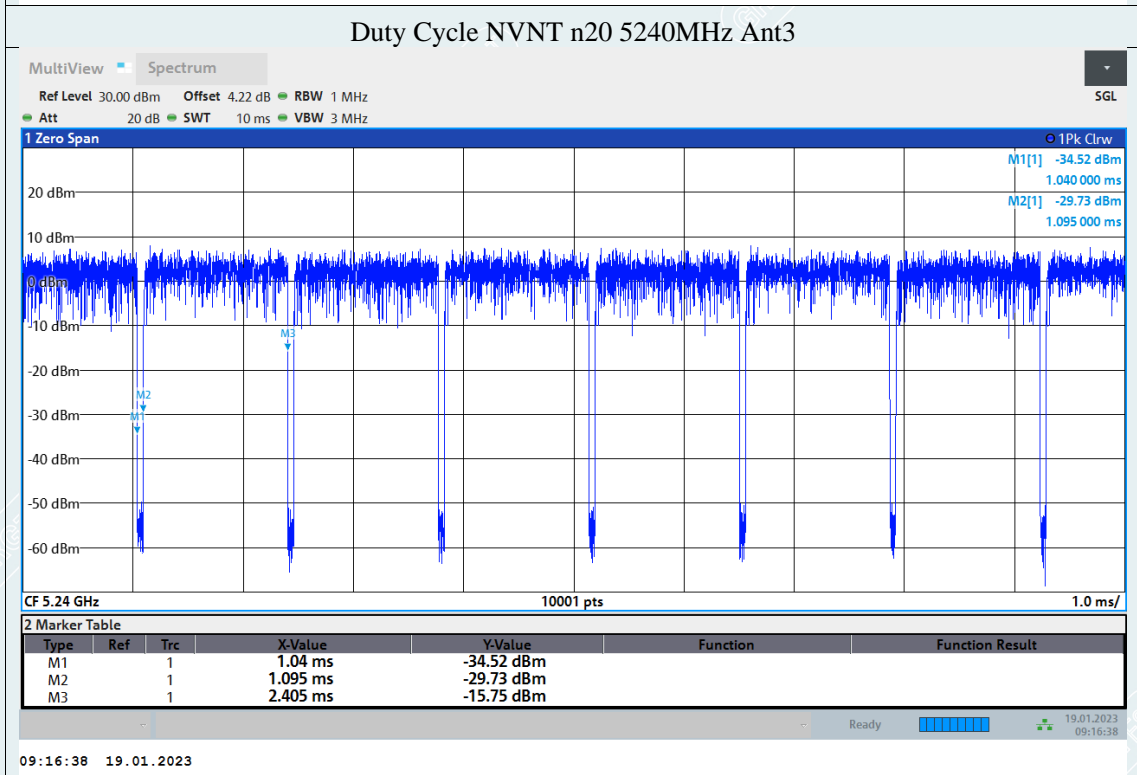 Duty Cycle NVNT n20 5240MHz Ant3
MultiView Spectrum
Ref Level 30.00 dBm Offset 4.22 dB RBW 1 MHz
SGL
Att 20 dB SWT 10 ms VBW 3 MHz
1 Zero Span 1Pk Clrw
M1[1] -34.52 dBm
1.040 000 ms
M2[1] -29.73 dBm
1.095 000 ms
20 dBm
10 dBm
0 dBm
-10 dBm
M3
-20 dBm
M2
-30 dBm
M1
-40 dBm
-50 dBm
-60 dBm
CF 5.24 GHz 10001 pts 1.0 ms/
2 Marker Table
Type Ref Trc X-Value Y-Value Function Function Result
M1 1 1.04 ms -34.52 dBm
M2 1 1.095 ms -29.73 dBm
M3 1 2.405 ms -15.75 dBm
Ready 19.01.2023
09:16:38
09:16:38 19.01.2023